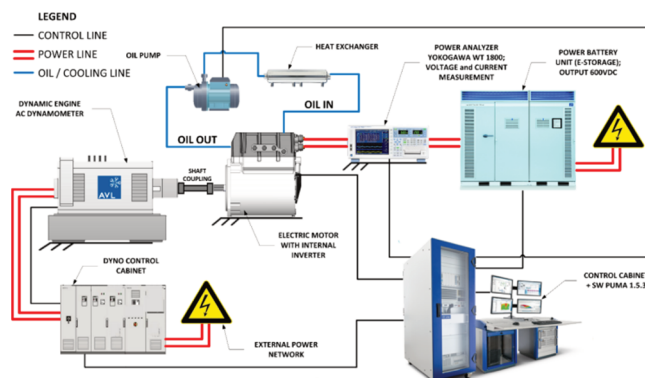 LEGEND
CONTROL LINE
POWER LINE
OIL / COOLING LINE
OIL PUMP
HEAT EXCHANGER
POWER ANALYZER
YOKOGAWA WT 1800;
VOLTAGE and CURRENT
MEASUREMENT
POWER BATTERY
UNIT (E-STORAGE);
OUTPUT 600VDC
DYNAMIC ENGINE
AC DYNAMOMETER
OIL OUT
OIL IN
AVL
SHAFT
COUPLING
ELECTRIC MOTOR
WITH INTERNAL
INVERTER
DYNO CONTROL
CABINET
EXTERNAL POWER
NETWORK
CONTROL CABINET
+ SW PUMA 1.5.3